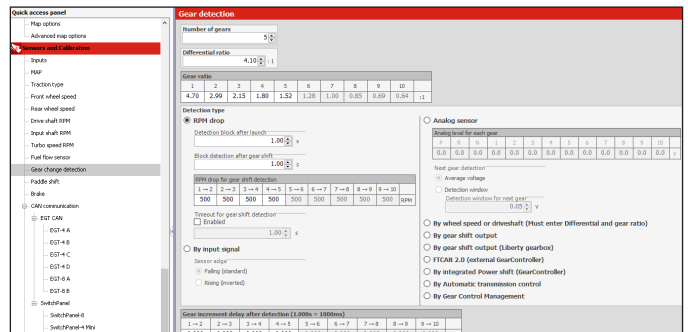 Quick access panel
Map options
Advanced map options
Sensors and Calibration
Inputs
MAP
Traction type
Front wheel speed
Rear wheel speed
Drive shaft RPM
Input shaft RPM
Turbo speed RPM
Fuel flow sensor
Gear change detection
Paddle shift
Brake
CAN communication
EGT CAN
EGT-4 A
EGT-4 B
EGT-4 C
EGT-4 D
EGT-8 A
EGT-8 B
SwitchPanel
SwitchPanel-8
SwitchPanel-4 Mini
Gear detection
Number of gears
5
Differential ratio
4.10 : 1
Gear ratio
1 2 3 4 5 6 7 8 9 10
4.70 2.99 2.15 1.80 1.52 1.28 1.00 0.85 0.69 0.64 :1
Detection type
RPM drop
Detection block after launch
1.00 s
Block detection after gear shift
1.00 s
RPM drop for gear shift detection
1→2 2→3 3→4 4→5 5→6 6→7 7→8 8→9 9→10
500 500 500 500 500 500 500 500 500 RPM
Timeout for gear shift detection
Enabled
1.00 s
By input signal
Sensor edge
Falling (standard)
Rising (inverted)
Analog sensor
Analog level for each gear
P R N 1 2 3 4 5 6 7 8 9 10
0.0 0.0 0.0 0.0 0.0 0.0 0.0 0.0 0.0 0.0 0.0 0.0 0.0 V
Next gear detection
Average voltage
Detection window
Detection window for next gear
0.05 V
By wheel speed or driveshaft (Must enter Differential and gear ratio)
By gear shift output
By gear shift output (Liberty gearbox)
FTCAN 2.0 (external GearController)
By integrated Power shift (GearController)
By Automatic transmission control
By Gear Control Management
Gear increment delay after detection (1.000s = 1000ms)
1→2 2→3 3→4 4→5 5→6 6→7 7→8 8→9 9→10